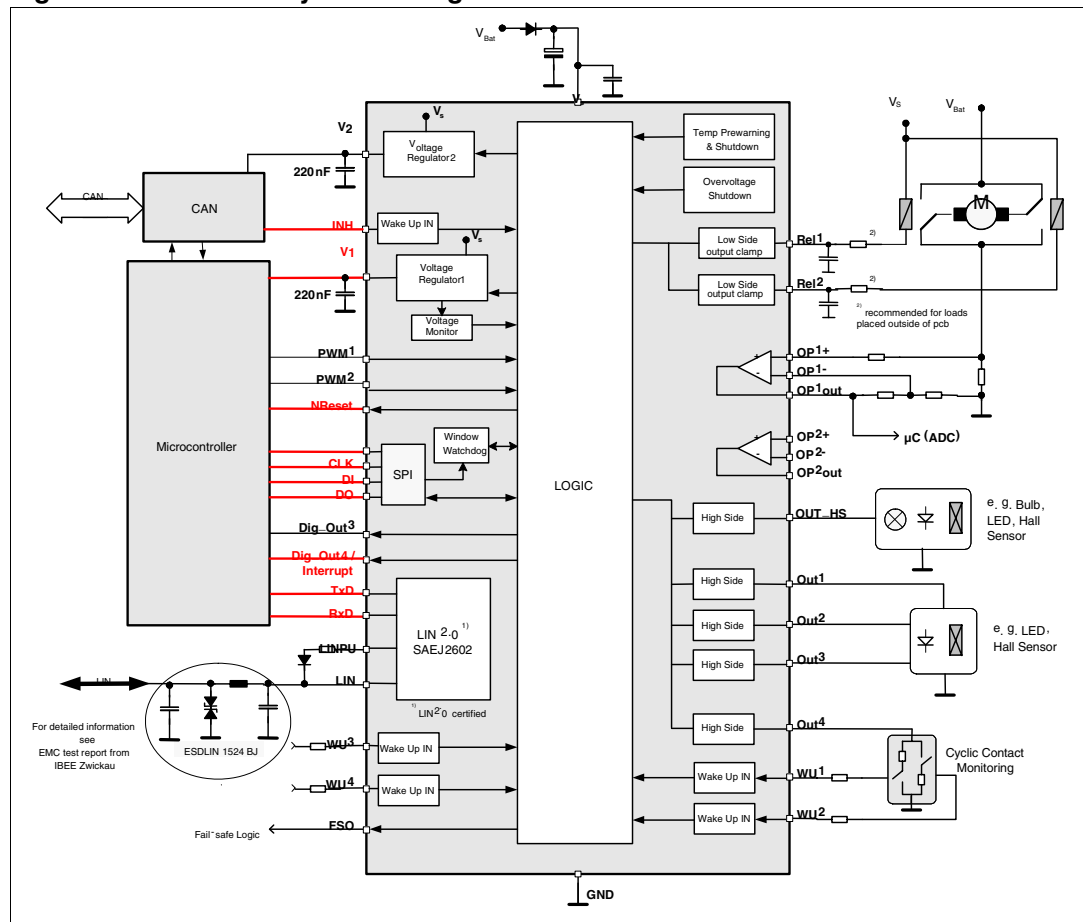 V Bat
V
V2
Vs
Voltage
Regulator2
220nF
CAN
CAN
INH
Wake Up IN
Vs
V1
Voltage
Regulator1
220nF
Voltage
Monitor
PWM1
PWM2
NReset
Microcontroller
Window
Watchdog
CLK
DI
DO
SPI
Dig_Out3
Dig_Out4 /
Interrupt
TxD
RxD
LIN 2.0 1)
SAEJ2602
LINPU
LIN
LIN
1) LIN2.0 certified
For detailed information
see
EMC test report from
IBEE Zwickau
ESDLIN 1524 BJ
WU3
Wake Up IN
WU4
Wake Up IN
Fail-safe Logic
FSO
LOGIC
GND
Temp Prewarning
& Shutdown
Overvoltage
Shutdown
VS
VBat
M
Low Side
output clamp
Rel1
2)
Low Side
output clamp
Rel2
2)
2) recommended for loads
placed outside of pcb
+
-
OP1+
OP1-
OP1out
µC (ADC)
+
-
OP2+
OP2-
OP2out
High Side
OUT_HS
e. g. Bulb,
LED, Hall
Sensor
High Side
Out1
High Side
Out2
High Side
Out3
e. g. LED,
Hall Sensor
High Side
Out4
Cyclic Contact
Monitoring
Wake Up IN
WU1
Wake Up IN
WU2